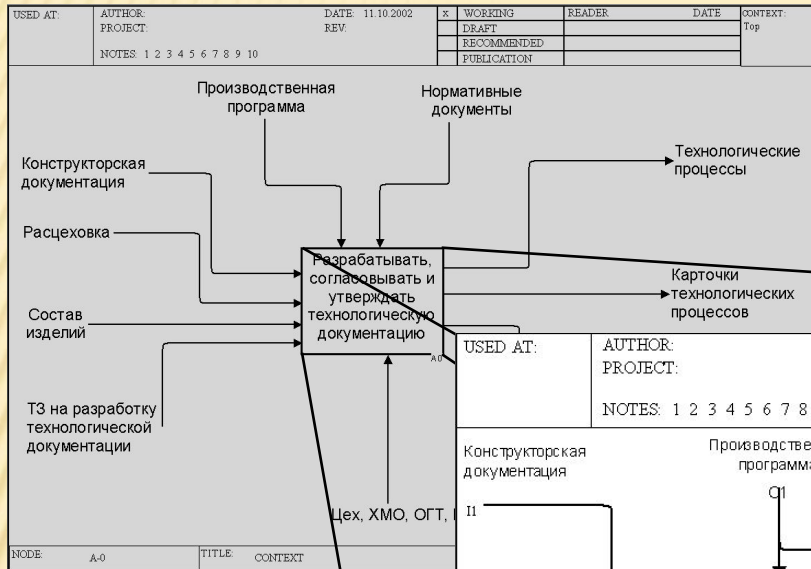 USED AT:
AUTHOR:
DATE: 11.10.2002
PROJECT:
REV:
NOTES: 1 2 3 4 5 6 7 8 9 10
x WORKING
DRAFT
RECOMMENDED
PUBLICATION
READER DATE
CONTEXT:
Top
Производственная
программа
Нормативные
документы
Конструкторская
документация
Технологические
процессы
Расцеховка
Разрабатывать,
согласовывать и
утверждать
технологическую
документацию
A0
Карточки
технологических
процессов
Состав
изделий
ТЗ на разработку
технологической
документации
Цех, ХМО, ОГТ,
NODE: A-0
TITLE: CONTEXT
USED AT:
AUTHOR:
PROJECT:
NOTES: 1 2 3 4 5 6 7 8
Конструкторская
документация
Производстве
программа
I1